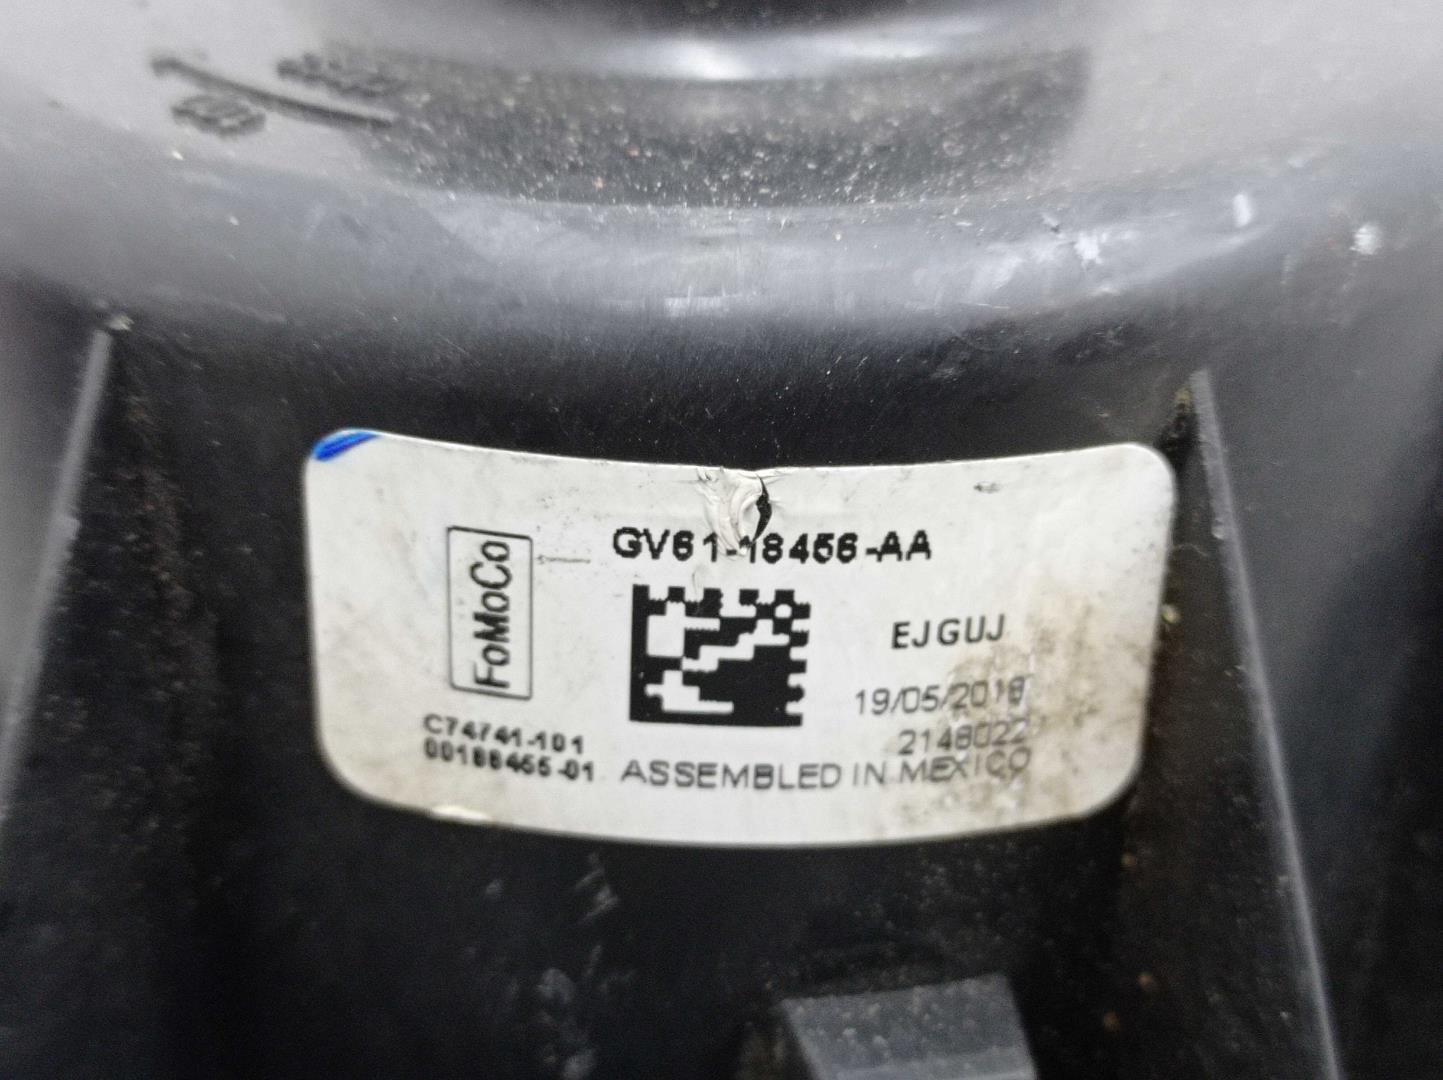 GV61-18456-AA
FoMoCo
EJGUJ
19/05/2018
2148022
C74741-101
00188455-01
ASSEMBLED IN MEXICO